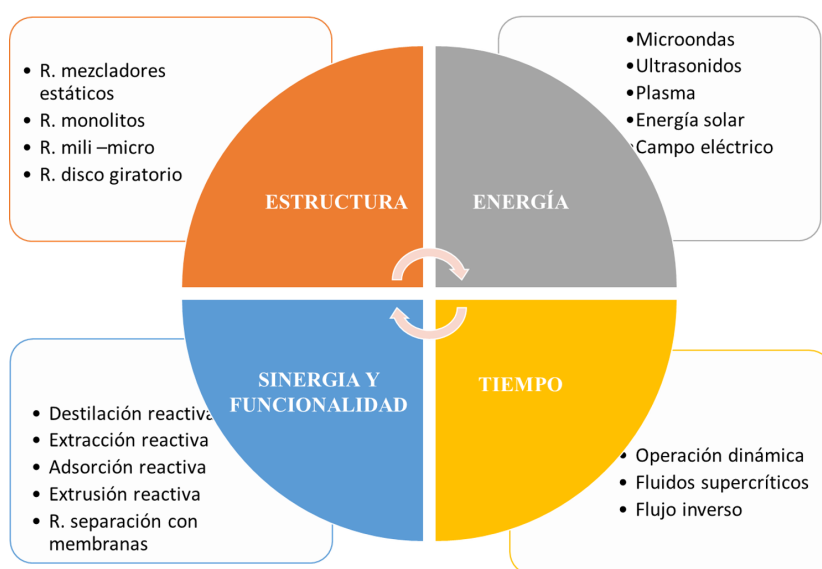 • R. mezcladores
estáticos
• R. monolitos
• R. mili –micro
• R. disco giratorio
ESTRUCTURA
•Microondas
•Ultrasonidos
•Plasma
•Energía solar
•Campo eléctrico
ENERGÍA
SINERGIA Y
FUNCIONALIDAD
• Destilación reactiva
• Extracción reactiva
• Adsorción reactiva
• Extrusión reactiva
• R. separación con
membranas
TIEMPO
• Operación dinámica
• Fluidos supercríticos
• Flujo inverso